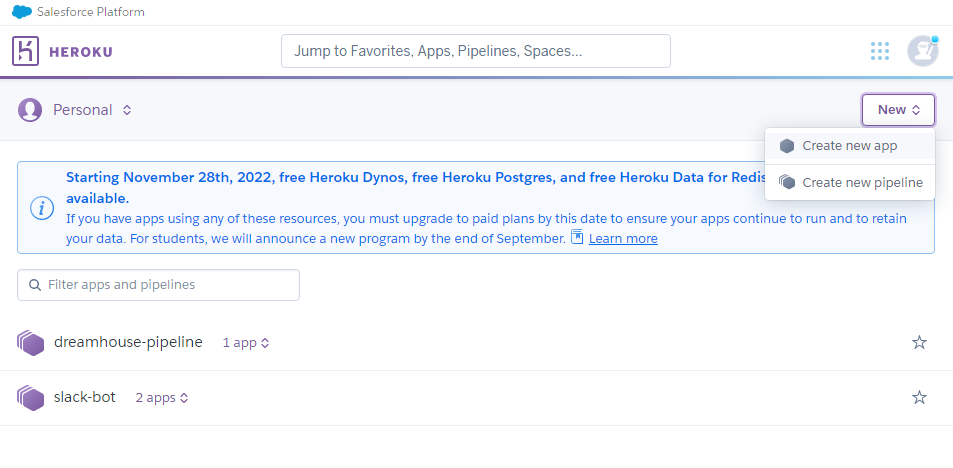 Salesforce Platform
HEROKU
Jump to Favorites, Apps, Pipelines, Spaces...
Personal
New
Create new app
Create new pipeline
Starting November 28th, 2022, free Heroku Dynos, free Heroku Postgres, and free Heroku Data for Redis
available.
If you have apps using any of these resources, you must upgrade to paid plans by this date to ensure your apps continue to run and to retain
your data. For students, we will announce a new program by the end of September. Learn more
Filter apps and pipelines
dreamhouse-pipeline 1 app
slack-bot 2 apps